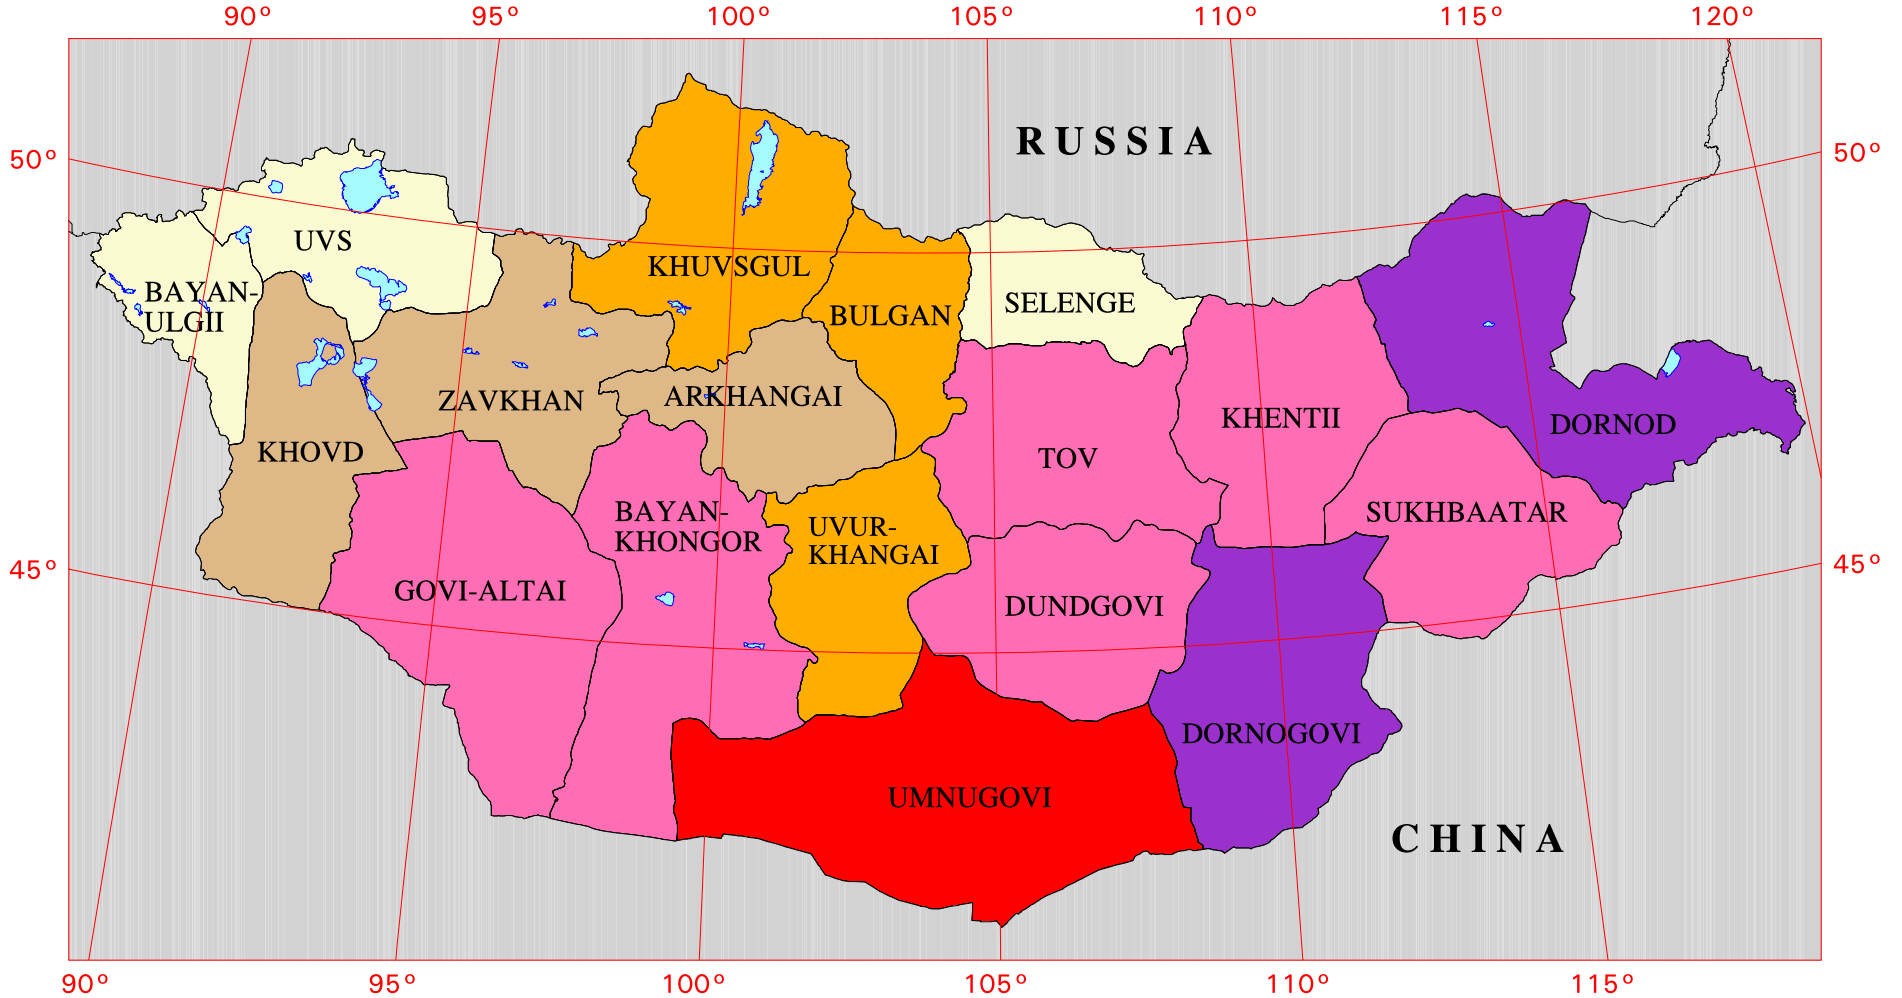 90° 95° 100° 105° 110° 115° 120°
RUSSIA
50° 50°
UVS
KHUVSGUL
BAYAN-
ULGII
SELENGE
BULGAN
ZAVKHAN
ARKHANGAI
KHENTII
DORNOD
KHOVD
TOV
BAYAN-
KHONGOR
SUKHBAATAR
UVUR-
KHANGAI
45° 45°
GOVI-ALTAI
DUNDGOVI
DORNOGOVI
UMNUGOVI
CHINA
90° 95° 100° 105° 110° 115°